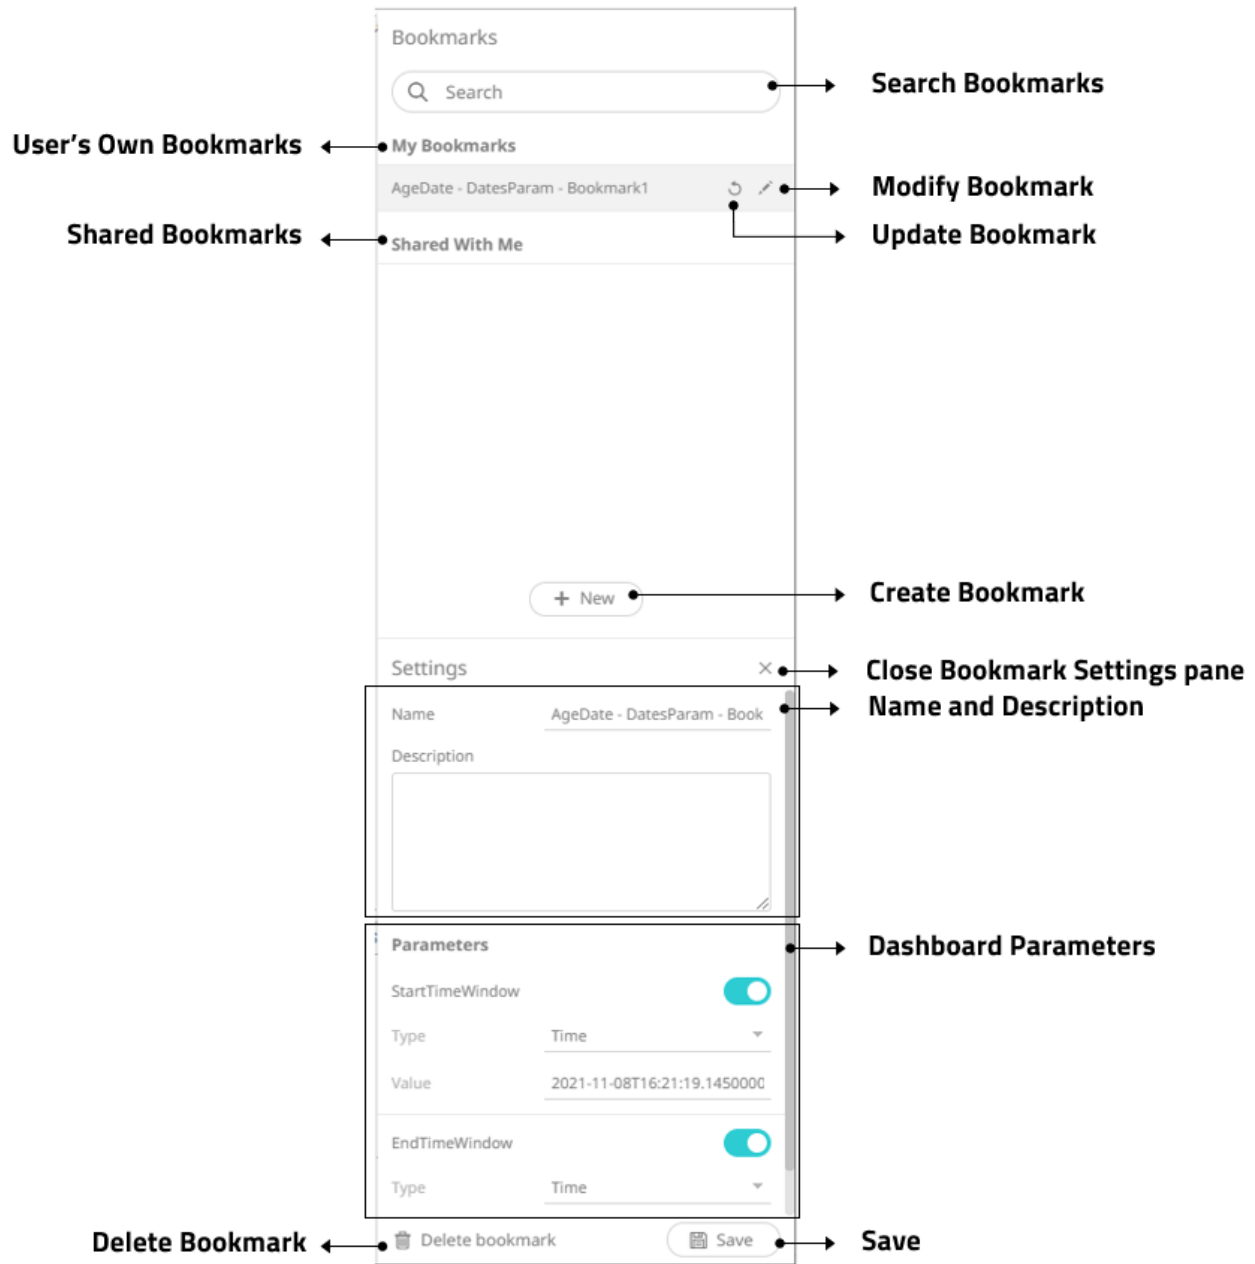 Bookmarks
Search
Search Bookmarks
User's Own Bookmarks
My Bookmarks
AgeDate - DatesParam - Bookmark1
Modify Bookmark
Shared Bookmarks
Shared With Me
Update Bookmark
+ New
Create Bookmark
Settings
Close Bookmark Settings pane
Name
AgeDate - DatesParam - Book
Name and Description
Description
Parameters
Dashboard Parameters
StartTimeWindow
Type
Time
Value
2021-11-08T16:21:19.1450000
EndTimeWindow
Type
Time
Delete Bookmark
Delete bookmark
Save
Save